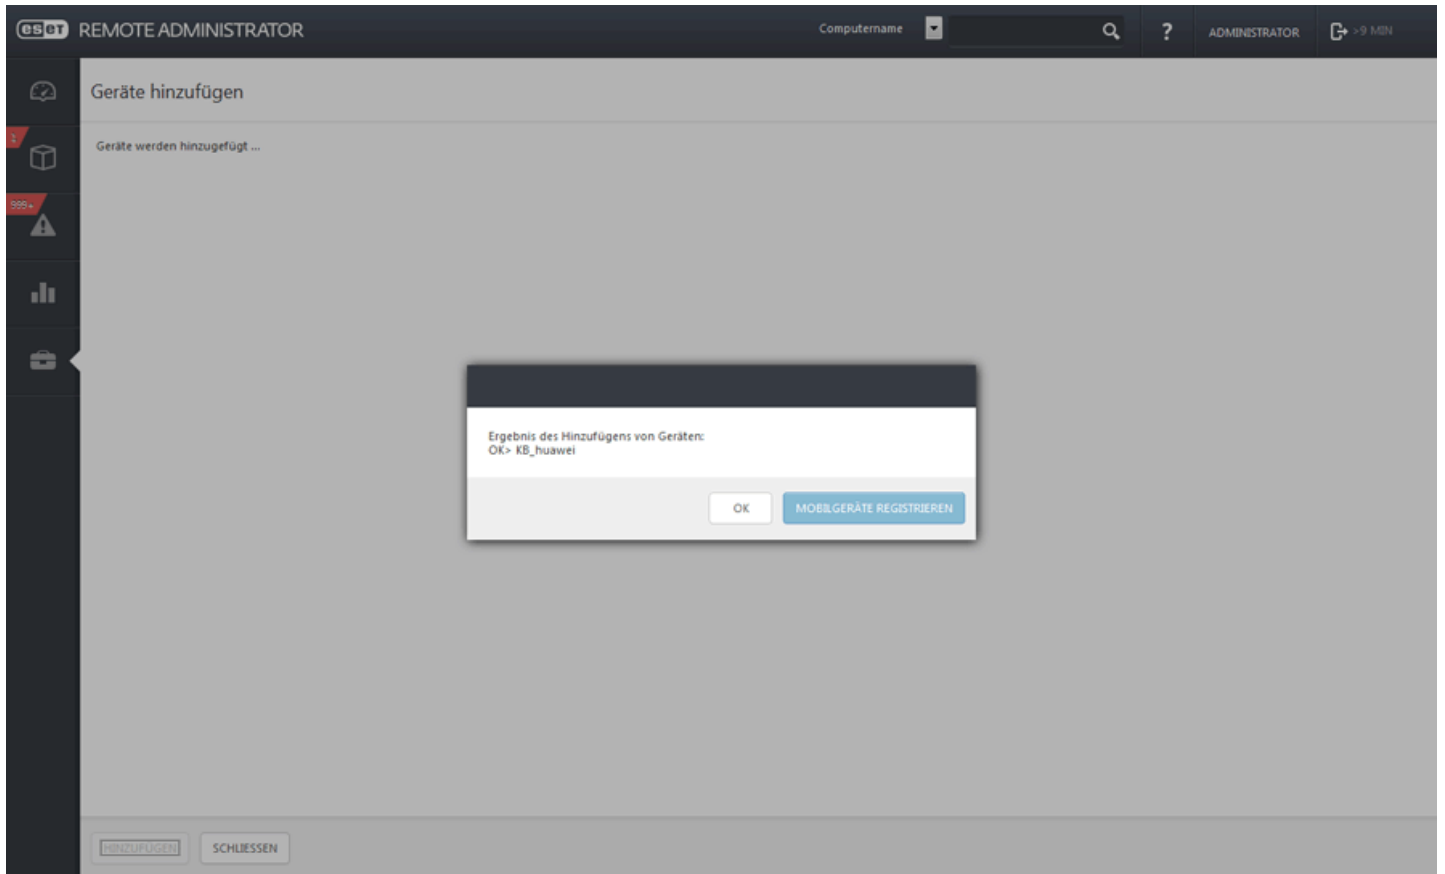 eset REMOTE ADMINISTRATOR
Computername
?
ADMINISTRATOR
>9 MIN
Geräte hinzufügen
Geräte werden hinzugefügt ...
999+
Ergebnis des Hinzufügens von Geräten:
OK> KB_huawei
OK
MOBILGERÄTE REGISTRIEREN
HINZUFÜGEN
SCHLIESSEN